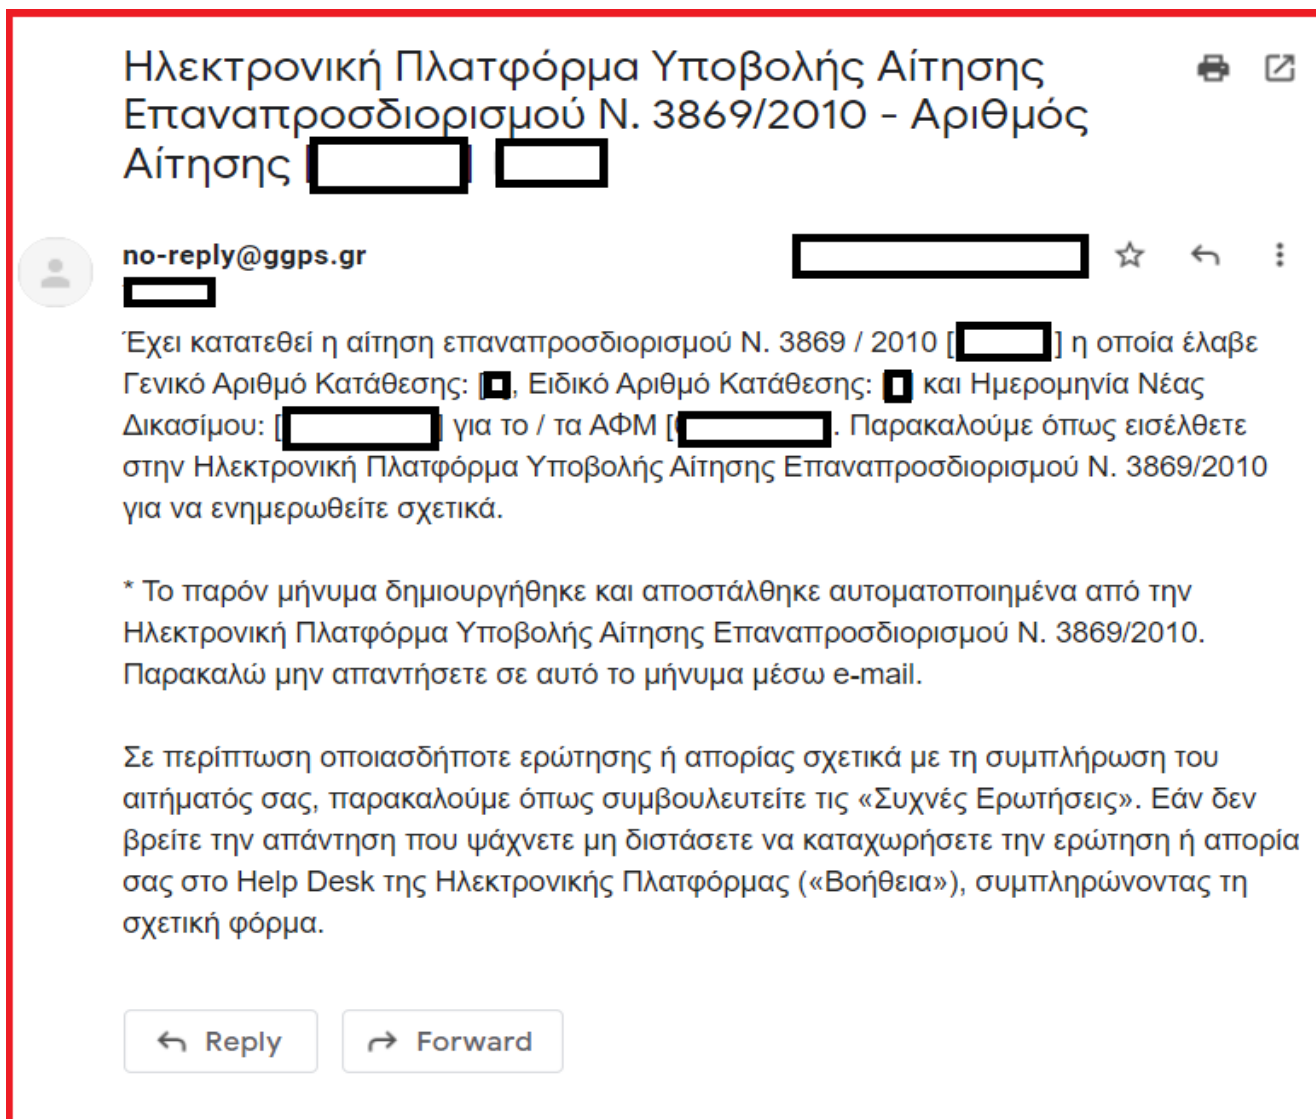 Ηλεκτρονική Πλατφόρμα Υποβολής Αίτησης
Επαναπροσδιορισμού Ν. 3869/2010 - Αριθμός
Αίτησης [
no-reply@ggps.gr
Έχει κατατεθεί η αίτηση επαναπροσδιορισμού Ν. 3869 / 2010 [ ] η οποία έλαβε
Γενικό Αριθμό Κατάθεσης: [ , Ειδικό Αριθμό Κατάθεσης: [ ] και Ημερομηνία Νέας
Δικασίμου: [ ] για το / τα ΑΦΜ [ . Παρακαλούμε όπως εισέλθετε
στην Ηλεκτρονική Πλατφόρμα Υποβολής Αίτησης Επαναπροσδιορισμού Ν. 3869/2010
για να ενημερωθείτε σχετικά.
* Το παρόν μήνυμα δημιουργήθηκε και αποστάλθηκε αυτοματοποιημένα από την
Ηλεκτρονική Πλατφόρμα Υποβολής Αίτησης Επαναπροσδιορισμού Ν. 3869/2010.
Παρακαλώ μην απαντήσετε σε αυτό το μήνυμα μέσω e-mail.
Σε περίπτωση οποιασδήποτε ερώτησης ή απορίας σχετικά με τη συμπλήρωση του
αιτήματός σας, παρακαλούμε όπως συμβουλευτείτε τις «Συχνές Ερωτήσεις». Εάν δεν
βρείτε την απάντηση που ψάχνετε μη διστάσετε να καταχωρήσετε την ερώτηση ή απορία
σας στο Help Desk της Ηλεκτρονικής Πλατφόρμας («Βοήθεια»), συμπληρώνοντας τη
σχετική φόρμα.
Reply
Forward